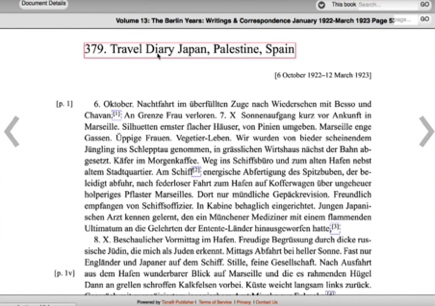 Document Details
This book Search... GO
Volume 13: The Berlin Years: Writings & Correspondence January 1922-March 1923 Page 5 page... GO
379. Travel Diary Japan, Palestine, Spain
[6 October 1922–12 March 1923]
[p. 1] 6. Oktober. Nachtfahrt im überfüllten Zuge nach Wiedersehen mit Besso und
Chavan.[1] An Grenze Frau verloren. 7. X Sonnenaufgang kurz vor Ankunft in
Marseille. Silhuetten ernster flacher Häuser, von Pinien umgeben. Marseille enge
Gassen. Üppige Frauen. Vegetier-Leben. Wir wurden von bieder scheinendem
Jüngling ins Schlepptau genommen, in grässlichen Wirtshaus nächst der Bahn ab-
gesetzt. Käfer im Morgenkaffee. Weg ins Schiffsbüro und zum alten Hafen nebst
altem Stadtquartier. Am Schiff[2] energische Abfertigung des Spitzbuben, der be-
leidigt abfuhr, nach federloser Fahrt zum Hafen auf Kofferwagen über ungeheuer
holperiges Pflaster Marseilles. Dort nur mündliche Gepäckrevision. Freundlich
empfangen von Schiffsoffizier. In Kabine behaglich eingerichtet. Jungen Japani-
schen Arzt kennen gelernt, den ein Münchener Mediziner mit einem flammenden
Ultimatum an die Gelehrten der Entente-Länder hinausgeworfen hatte.[3]
8. X. Beschaulicher Vormittag im Hafen. Freudige Begrüssung durch dicke rus-
sische Jüdin, die mich als Juden erkennt. Mittags Abfahrt bei heller Sonne. Fast nur
Engländer und Japaner auf dem Schiff. Stille, feine Gesellschaft. Nach Ausfahrt
[p. 1v] aus dem Hafen wunderbarer Blick auf Marseille und die es rahmenden Hügel
Dann an grellen schroffen Kalkfelsen vorbei. Küste weicht langsam links zurück.
Powered by Tizra® Publisher | Terms of Service | Privacy | Contact Us